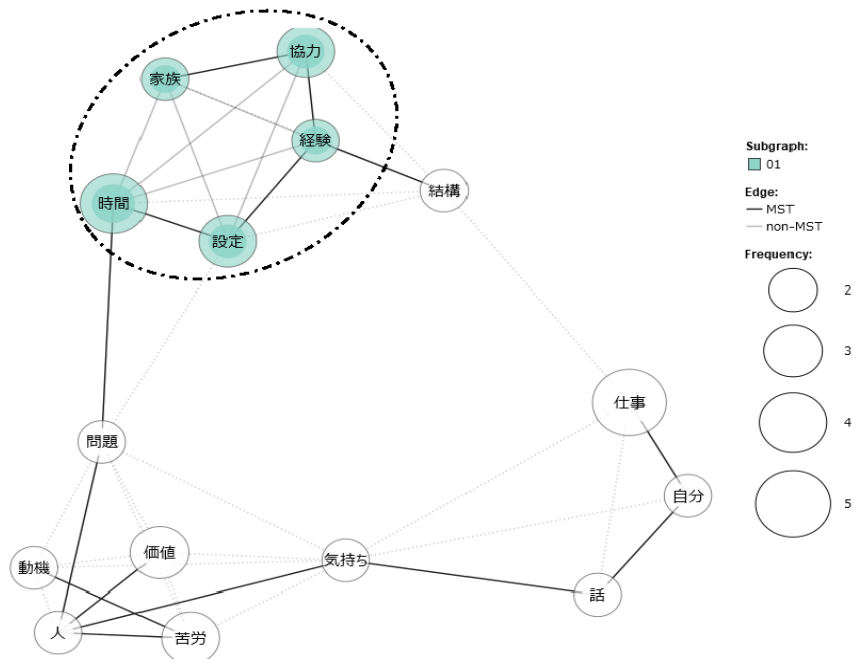 協力
家族
経験
結構
時間
設定
仕事
問題
自分
価値
気持ち
動機
話
人
苦労
Subgraph:
01
Edge:
MST
non-MST
Frequency:
2
3
4
5